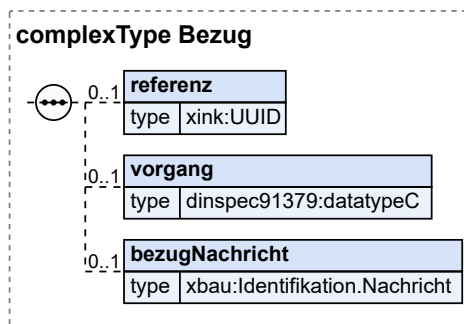 complexType Bezug
0..1 referenz
type xink:UUID
0..1 vorgang
type dinspec91379:datatypeC
0..1 bezugNachricht
type xbau:Identifikation.Nachricht